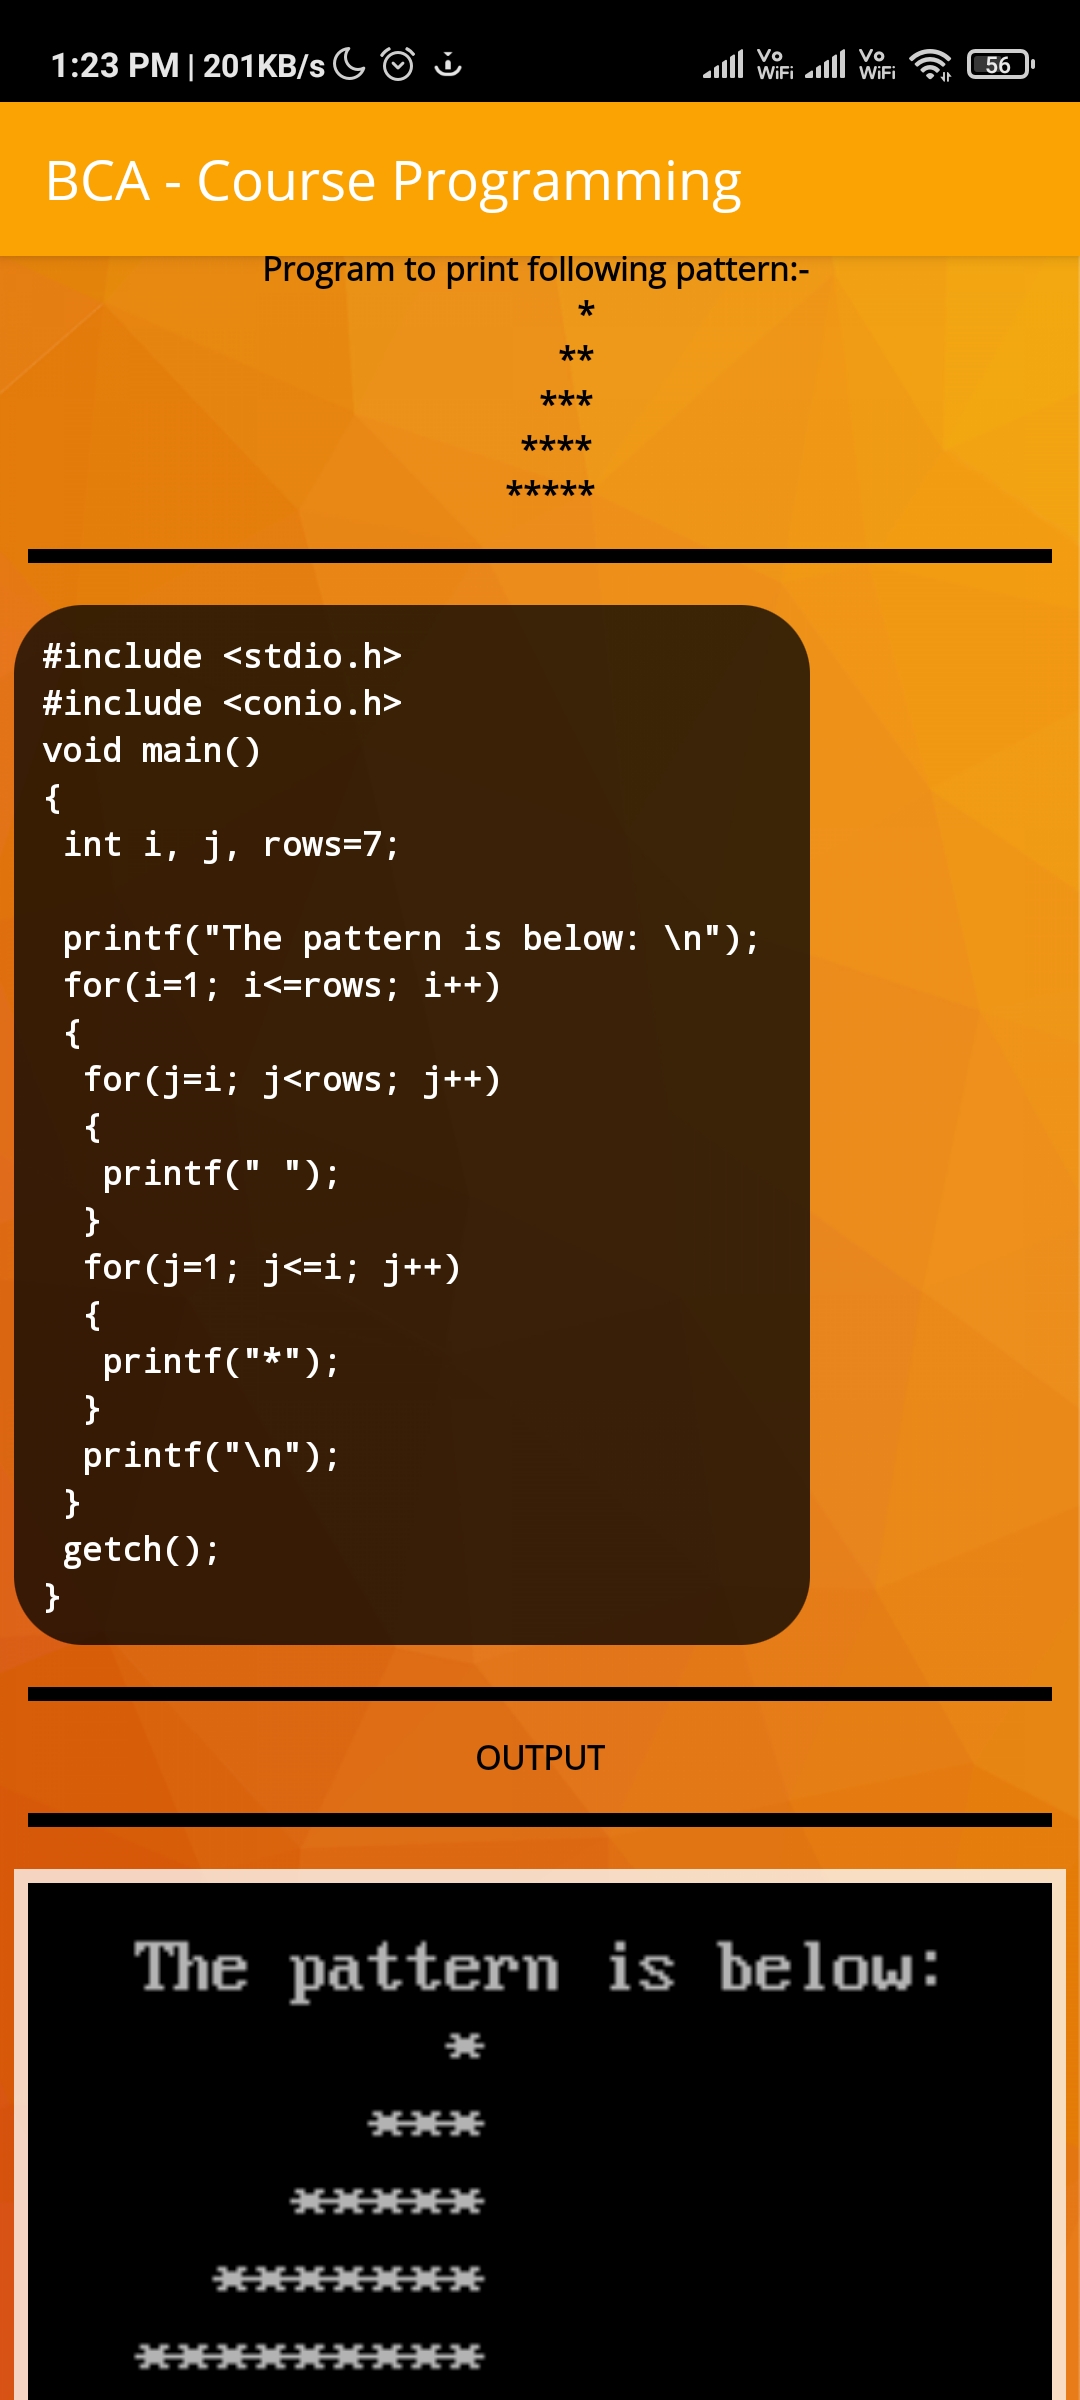 1:23 PM | 201KB/s
Vo WiFi Vo WiFi 56
BCA - Course Programming
Program to print following pattern:-
*
**
***
****
*****
#include <stdio.h>
#include <conio.h>
void main()
{
 int i, j, rows=7;

 printf("The pattern is below: \n");
 for(i=1; i<=rows; i++)
 {
  for(j=i; j<rows; j++)
  {
   printf(" ");
  }
  for(j=1; j<=i; j++)
  {
   printf("*");
  }
  printf("\n");
 }
 getch();
}
OUTPUT
The pattern is below:
*
***
*****
*******
*********